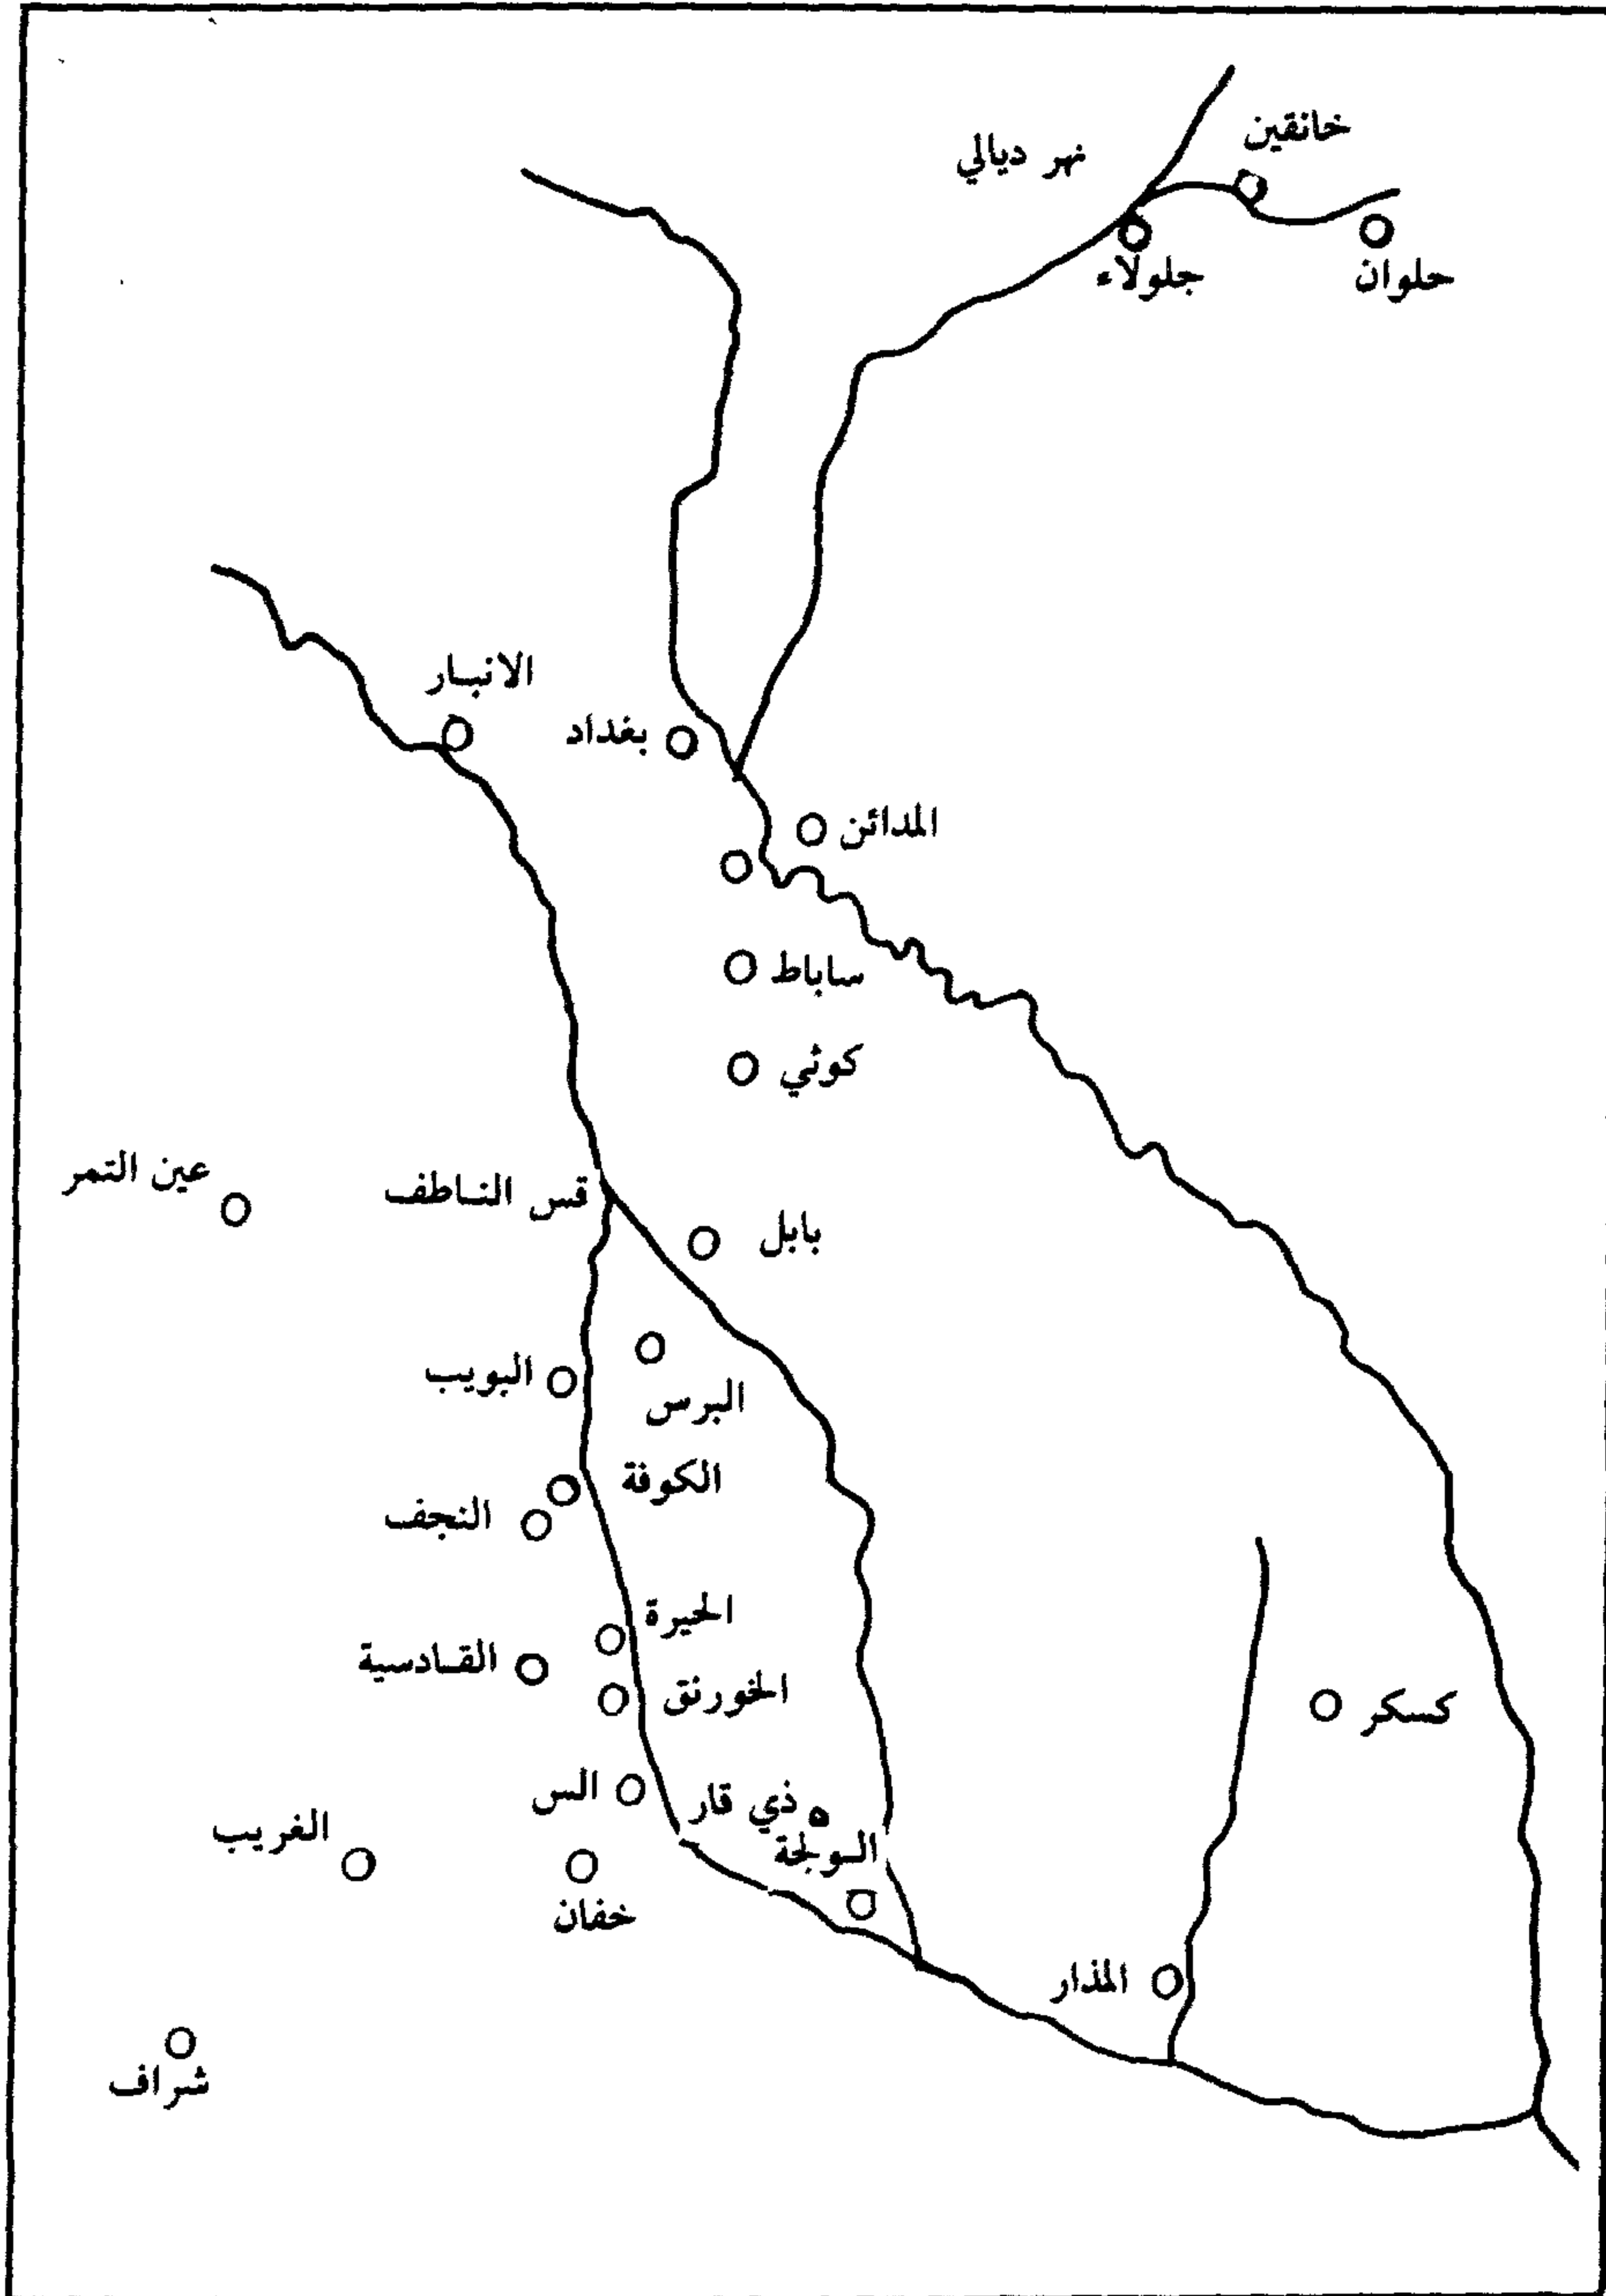 خانقين
نهر ديالي
حلوان
جلولاء
الانبار
بغداد
المدائن
ساباط
كوثي
عين التمر
قس الناطف
بابل
البويب
البرس
الكوفة
النجف
الحيرة
القادسية
الخورنق
كسكر
الس
ذي قار
الغريب
الولجة
خفان
المذار
شراف